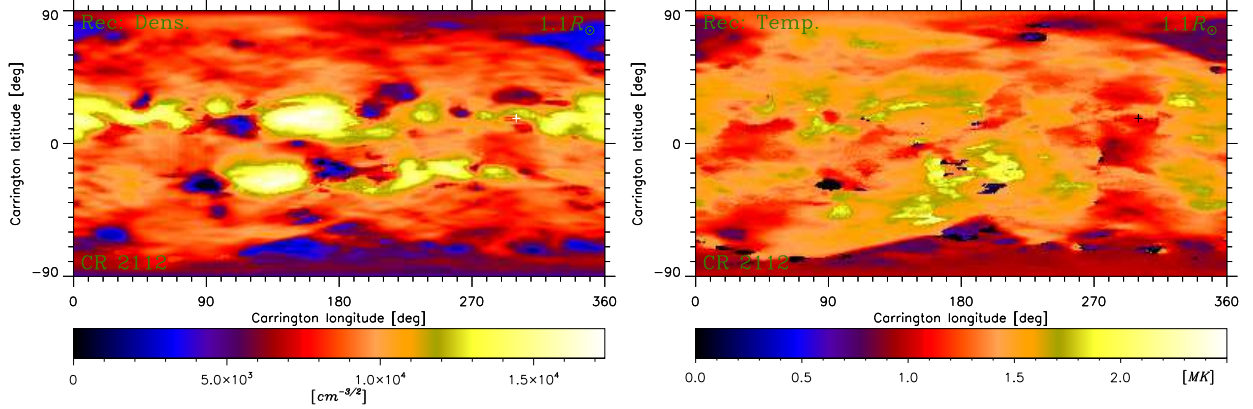 90
Rec: Dens.
1.1R⊙
Carrington latitude [deg]
0
CR 2112
−90
0 90 180 270 360
Carrington longitude [deg]
0 5.0×10³ 1.0×10⁴ 1.5×10⁴
[cm⁻³/²]
90
Rec: Temp.
1.1R⊙
Carrington latitude [deg]
0
CR 2112
−90
0 90 180 270 360
Carrington longitude [deg]
0.0 0.5 1.0 1.5 2.0 [MK]